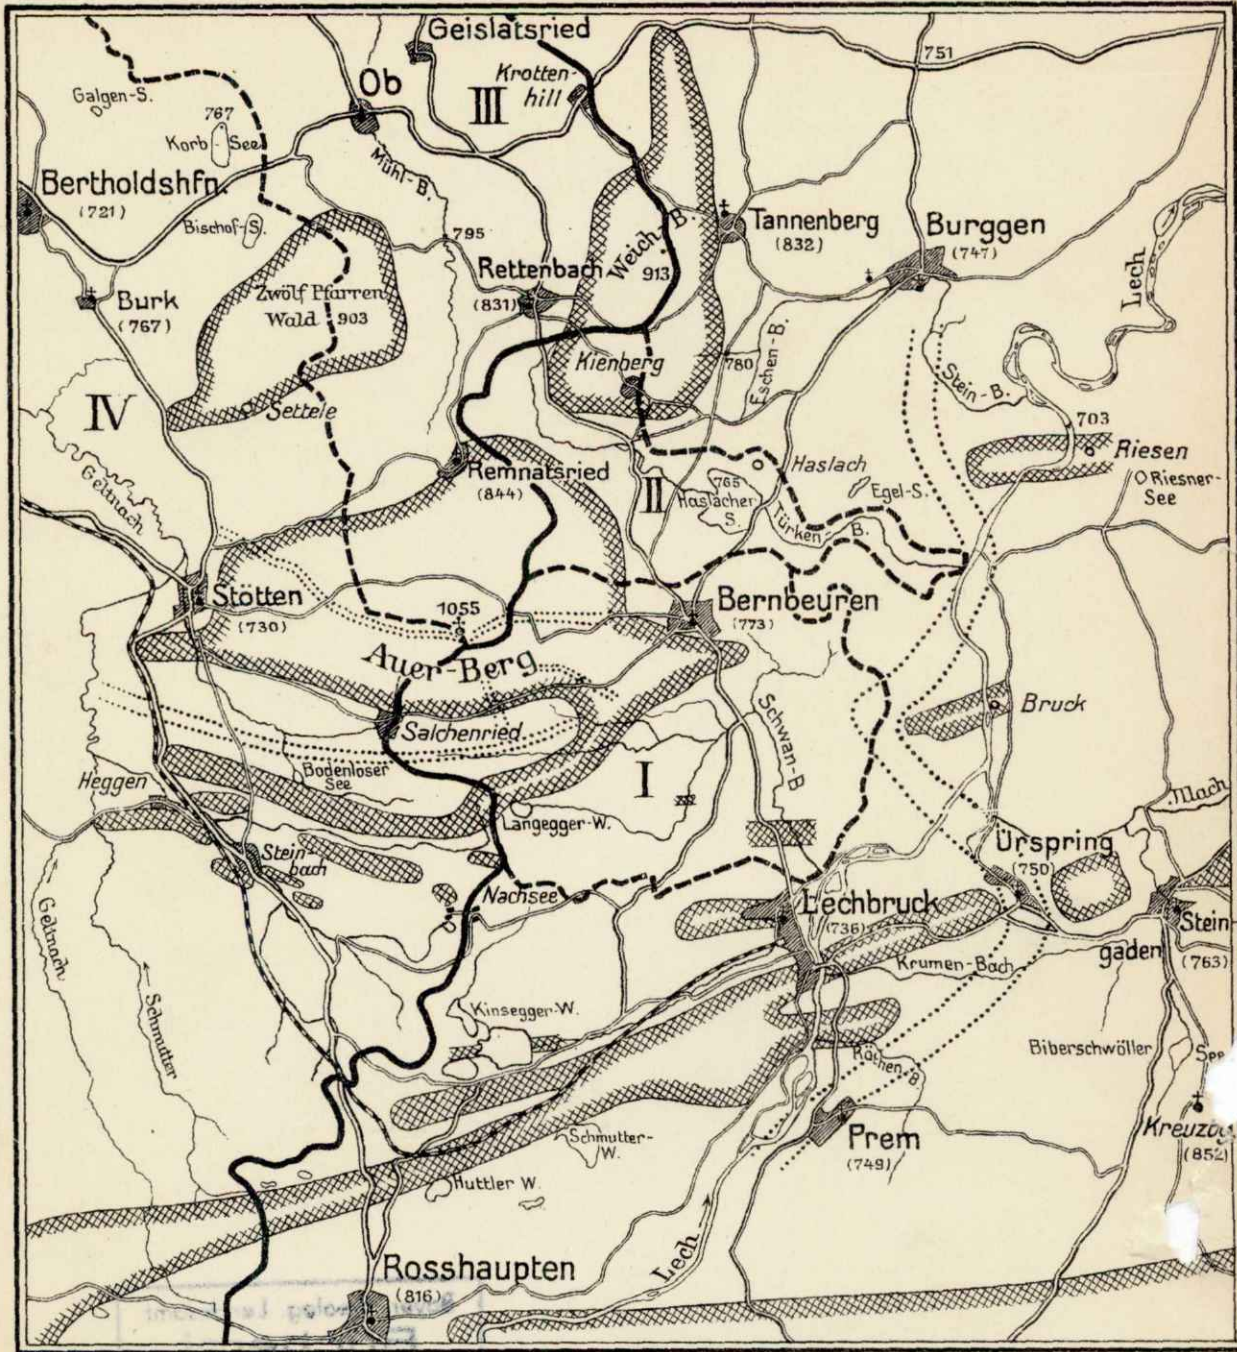 Geislatsried
Krotten-
hill
751
Ob
III
Galgen-S.
767
Korb-See
Mühl-B.
Bertholdshfn.
(721)
Bischof-S.
795
Weich.B.
913
Tannenberg
(832)
Burggen
(747)
Lech
Burk
(767)
Zwölf Pfarren
Wald 903
Rettenbach
(831)
Kienberg
780
Eschen-B.
Stein-B.
703
IV
Settele
Riesen
Riesner-
See
Geltnach
Remnatsried
(844)
II
765
Haslacher
S.
Haslach
Egel-S.
Türken B.
Stötten
(730)
1055
Auer-Berg
Bernbeuren
(773)
Salchenried
Bodenloser
See
Schwan-B.
Bruck
I
Heggen
Langegger-W.
Illach
Stein-
bach
Urspring
(750)
Nachsee
Lechbruck
(736)
Stein-
gaden
(763)
Geltnach
Schmutter
Krumen-Bach
Kinsegger-W.
Biberschwöller
See
Schmutter-
W.
Prem
(749)
Kreuzbg.
(852)
Huttler W.
Lech
Rosshaupten
(816)